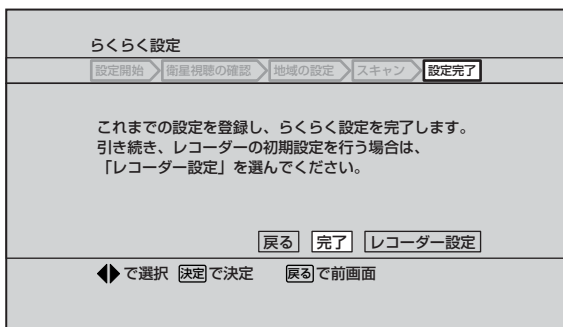 らくらく設定
設定開始 衛星視聴の確認 地域の設定 スキャン 設定完了
これまでの設定を登録し、らくらく設定を完了します。
引き続き、レコーダーの初期設定を行う場合は、
「レコーダー設定」を選んでください。
戻る 完了 レコーダー設定
で選択 決定で決定 戻るで前画面